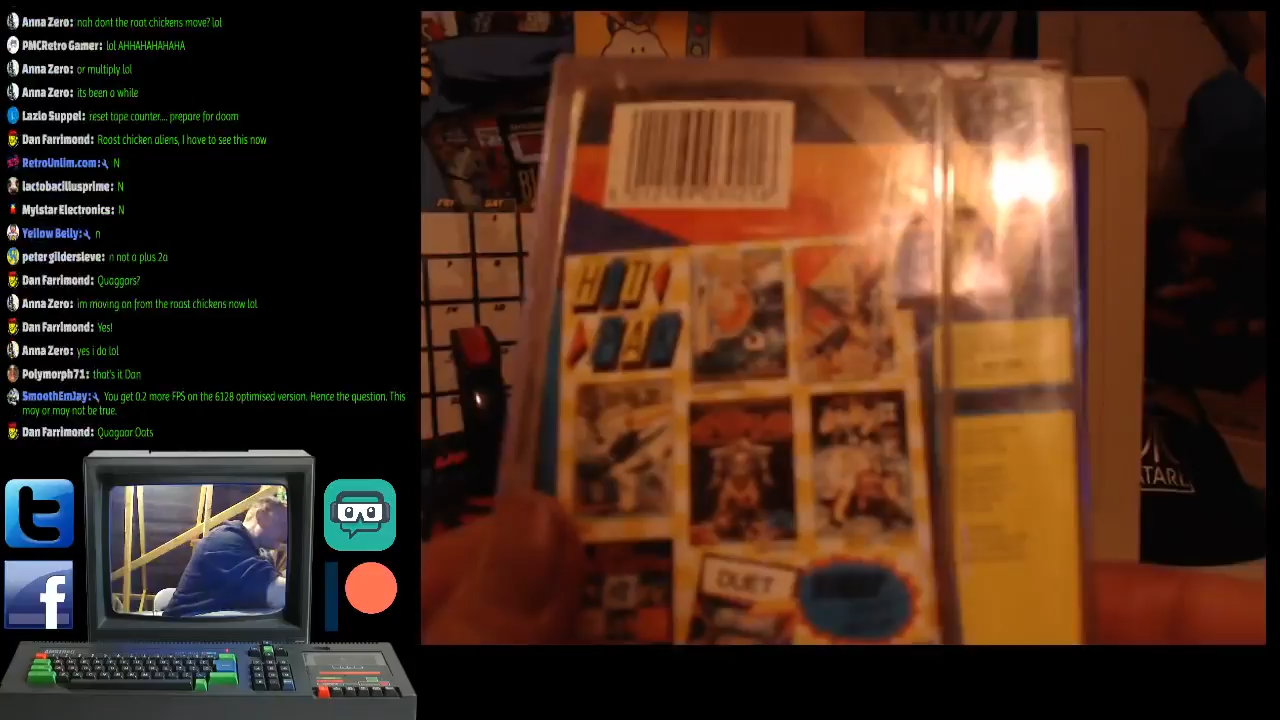 Anna Zero: nah dont the roat chickens move? lol
PMCRetro Gamer: lol AHHAHAHAHAHA
Anna Zero: or multiply lol
Anna Zero: its been a while
Lazlo Suppel: reset tape counter.... prepare for doom
Dan Farrimond: Roast chicken aliens, I have to see this now
RetroUnlim.com: N
lactobacillusprime: N
Mylstar Electronics: N
Yellow Belly: n
peter gildersleve: n not a plus 2a
Dan Farrimond: Quaggars?
Anna Zero: im moving on from the roast chickens now lol
Dan Farrimond: Yes!
Anna Zero: yes i do lol
Polymorph71: that's it Dan
SmoothEmJay: You get 0.2 more FPS on the 6128 optimised version. Hence the question. This
may or may not be true.
Dan Farrimond: Quagaar Oats
FRI SAT
DUET
ATARI